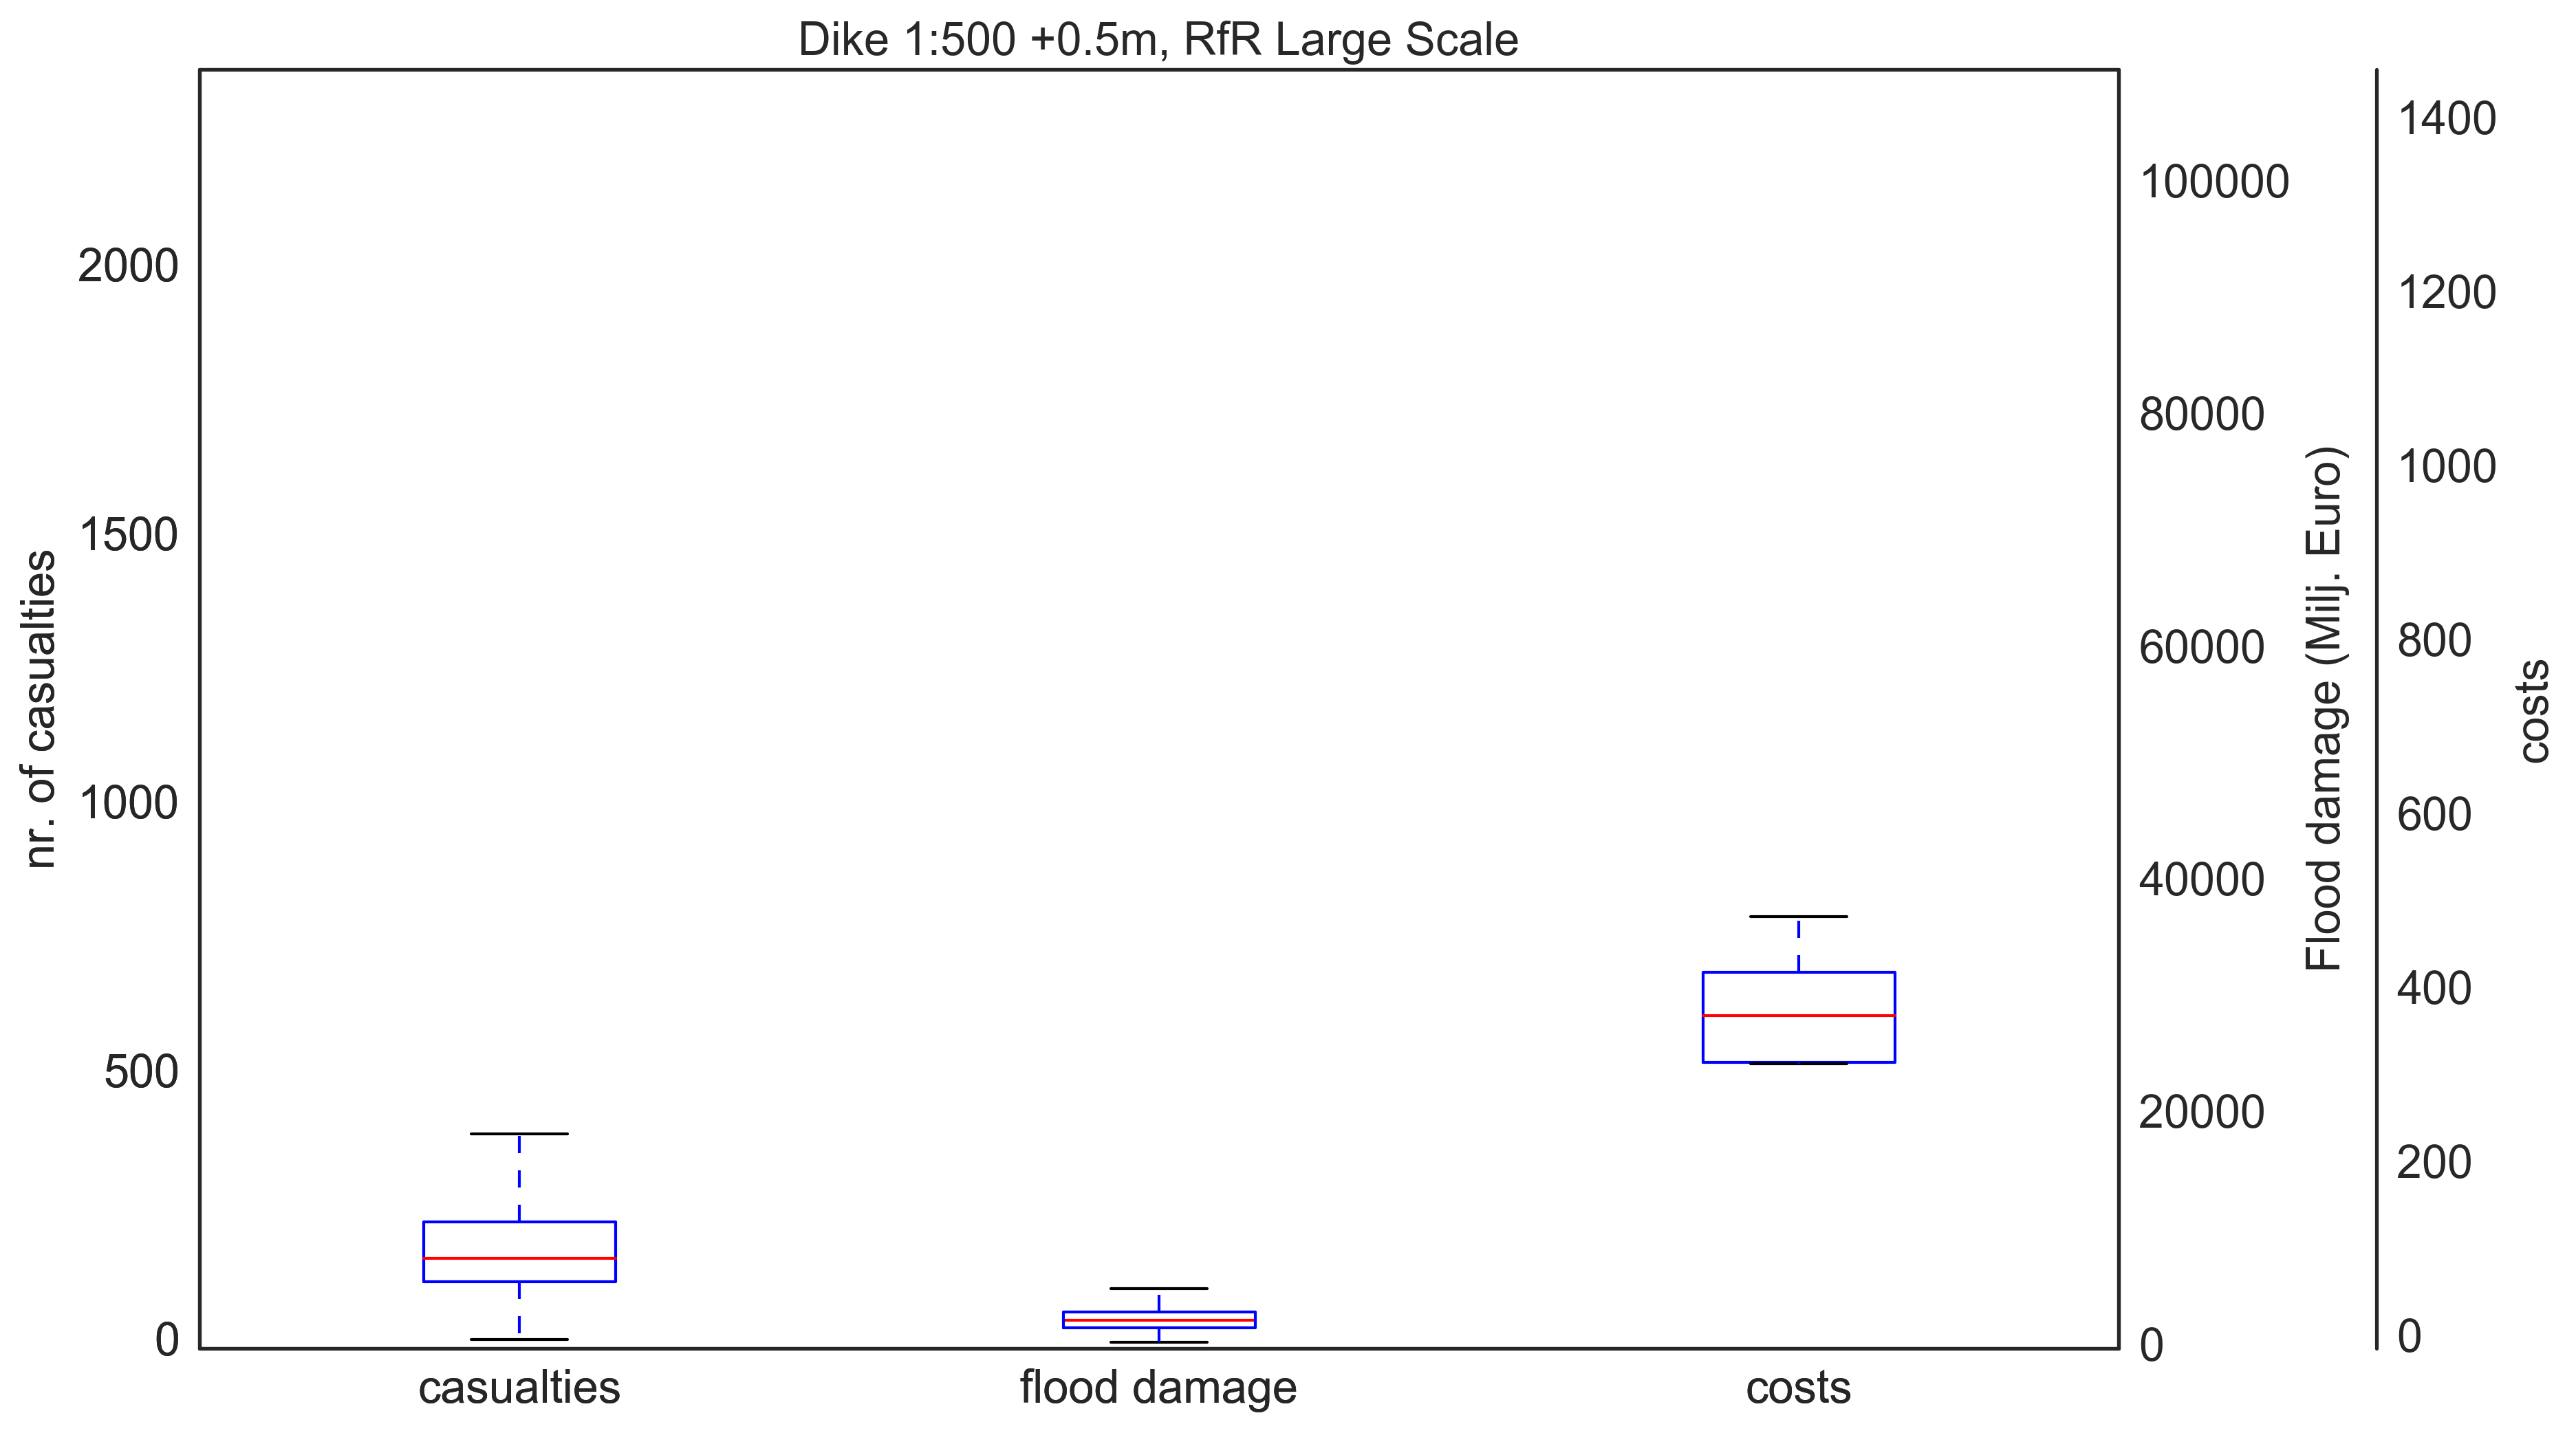 Dike 1:500 +0.5m, RfR Large Scale
nr. of casualties
2000
1500
1000
500
0
casualties
flood damage
costs
100000
80000
60000
40000
20000
0
Flood damage (Milj. Euro)
1400
1200
1000
800
600
400
200
0
costs